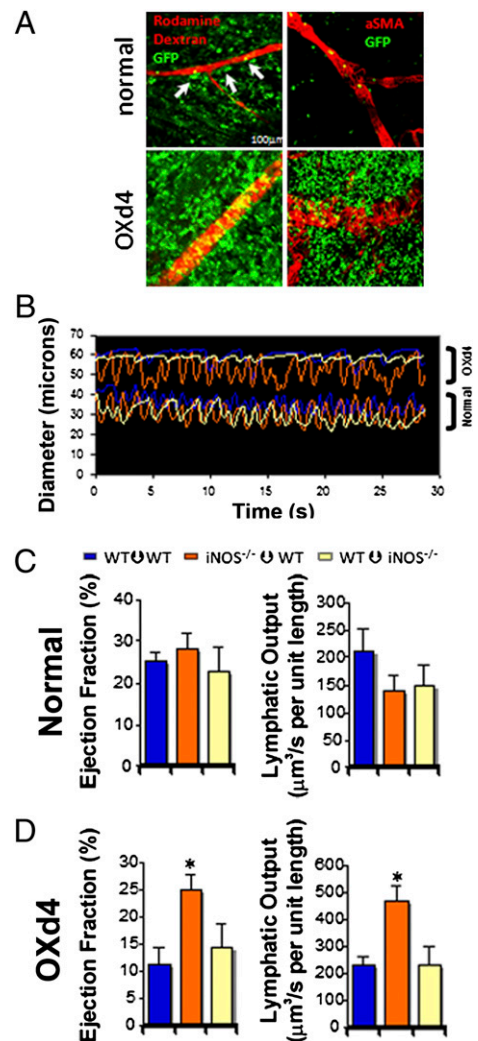 A
normal
Rodamine
Dextran
GFP
100µm
aSMA
GFP
OXd4
B
Diameter (microns)
70
60
50
40
30
20
10
0
0 5 10 15 20 25 30
Time (s)
OXd4
Normal
WT WT iNOS-/- WT WT iNOS-/-
C
Normal
Ejection Fraction (%)
40
30
20
10
0
Lymphatic Output
(µm³/s per unit length)
300
250
200
150
100
50
0
D
OXd4
Ejection Fraction (%)
30
25
20
15
10
5
0
*
Lymphatic Output
(µm³/s per unit length)
600
500
400
300
200
100
0
*